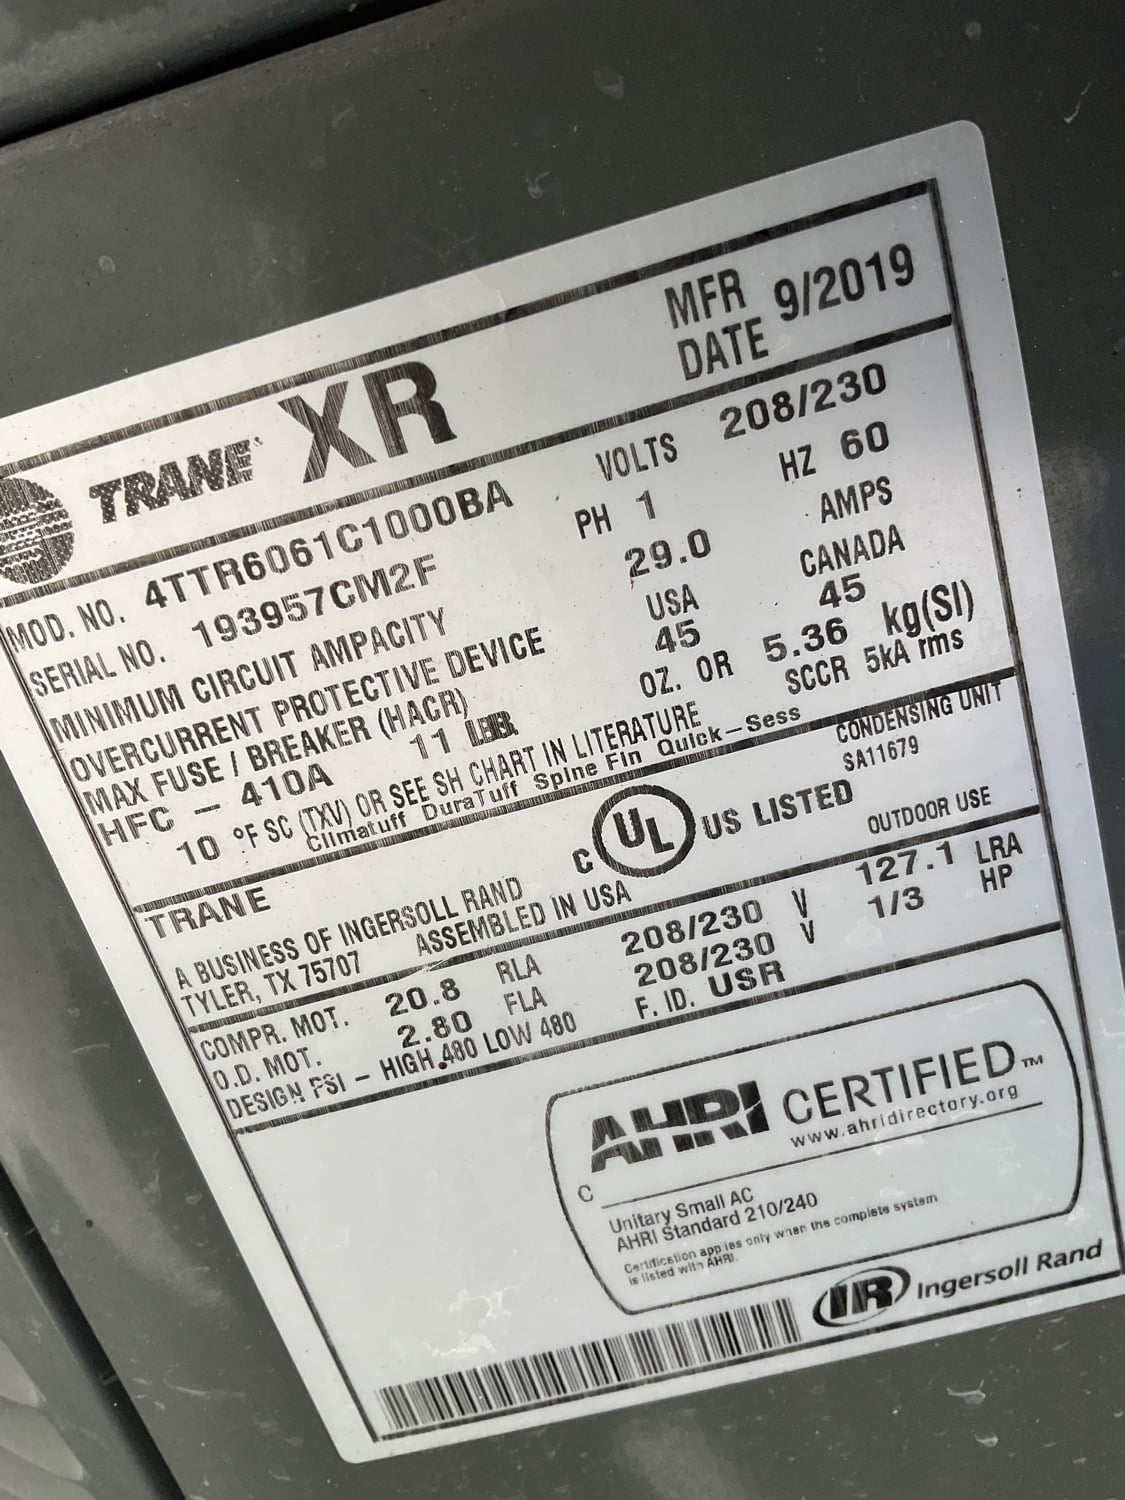 TRANE XR MFR DATE 9/2019
MOD. NO. 4TTR6061C1000BA VOLTS 208/230
SERIAL NO. 193957CM2F PH 1 HZ 60
MINIMUM CIRCUIT AMPACITY 29.0 AMPS
OVERCURRENT PROTECTIVE DEVICE USA CANADA
MAX FUSE / BREAKER (HACR) 45 45
HFC - 410A 11 OZ. OR 5.36 kg(SI)
10 °F SC (TXV) OR SEE SH CHART IN LITERATURE SCCR 5kA rms
Climatuff DuraTuff Spine Fin Quick-Sess
TRANE C UL US LISTED CONDENSING UNIT
SA11679
A BUSINESS OF INGERSOLL RAND OUTDOOR USE
TYLER, TX 75707 ASSEMBLED IN USA
COMPR. MOT. 20.8 RLA 208/230 V 127.1 LRA
O.D. MOT. 2.80 FLA 208/230 V 1/3 HP
DESIGN PSI - HIGH 480 LOW 480 F. ID. USR
AHRI CERTIFIED™
www.ahridirectory.org
C
Unitary Small AC
AHRI Standard 210/240
Certification applies only when the complete system
is listed with AHRI.
IR Ingersoll Rand